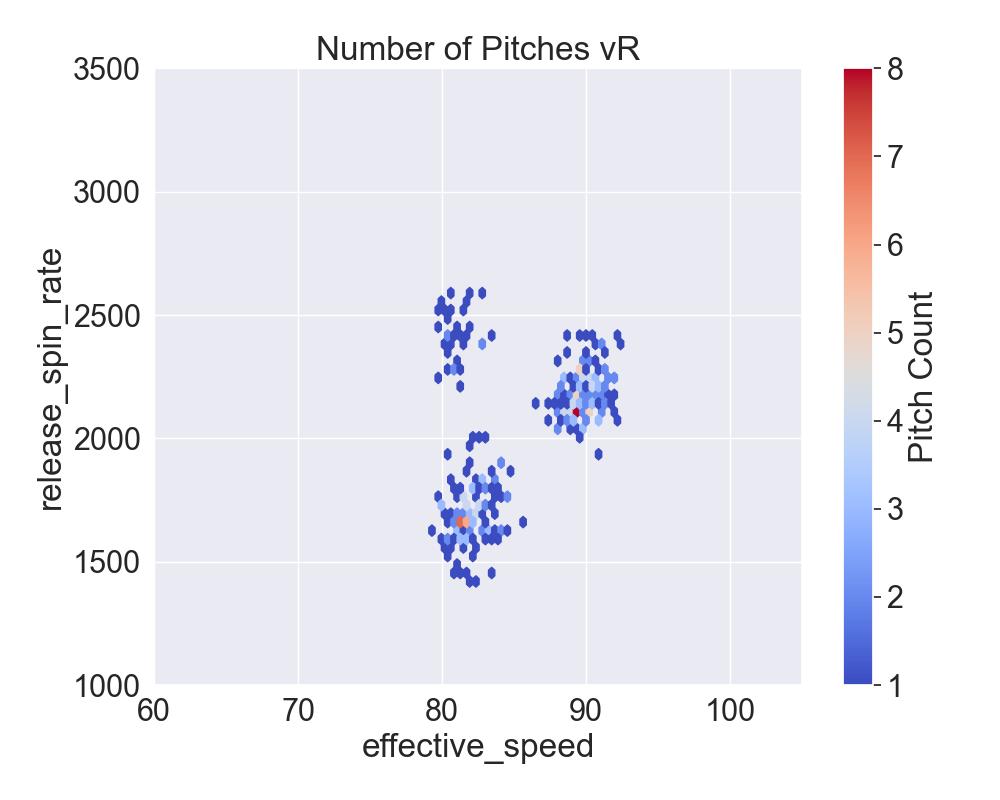 Number of Pitches vR
3500
3000
2500
2000
1500
1000
release_spin_rate
60 70 80 90 100
effective_speed
8
7
6
5
4
3
2
1
Pitch Count